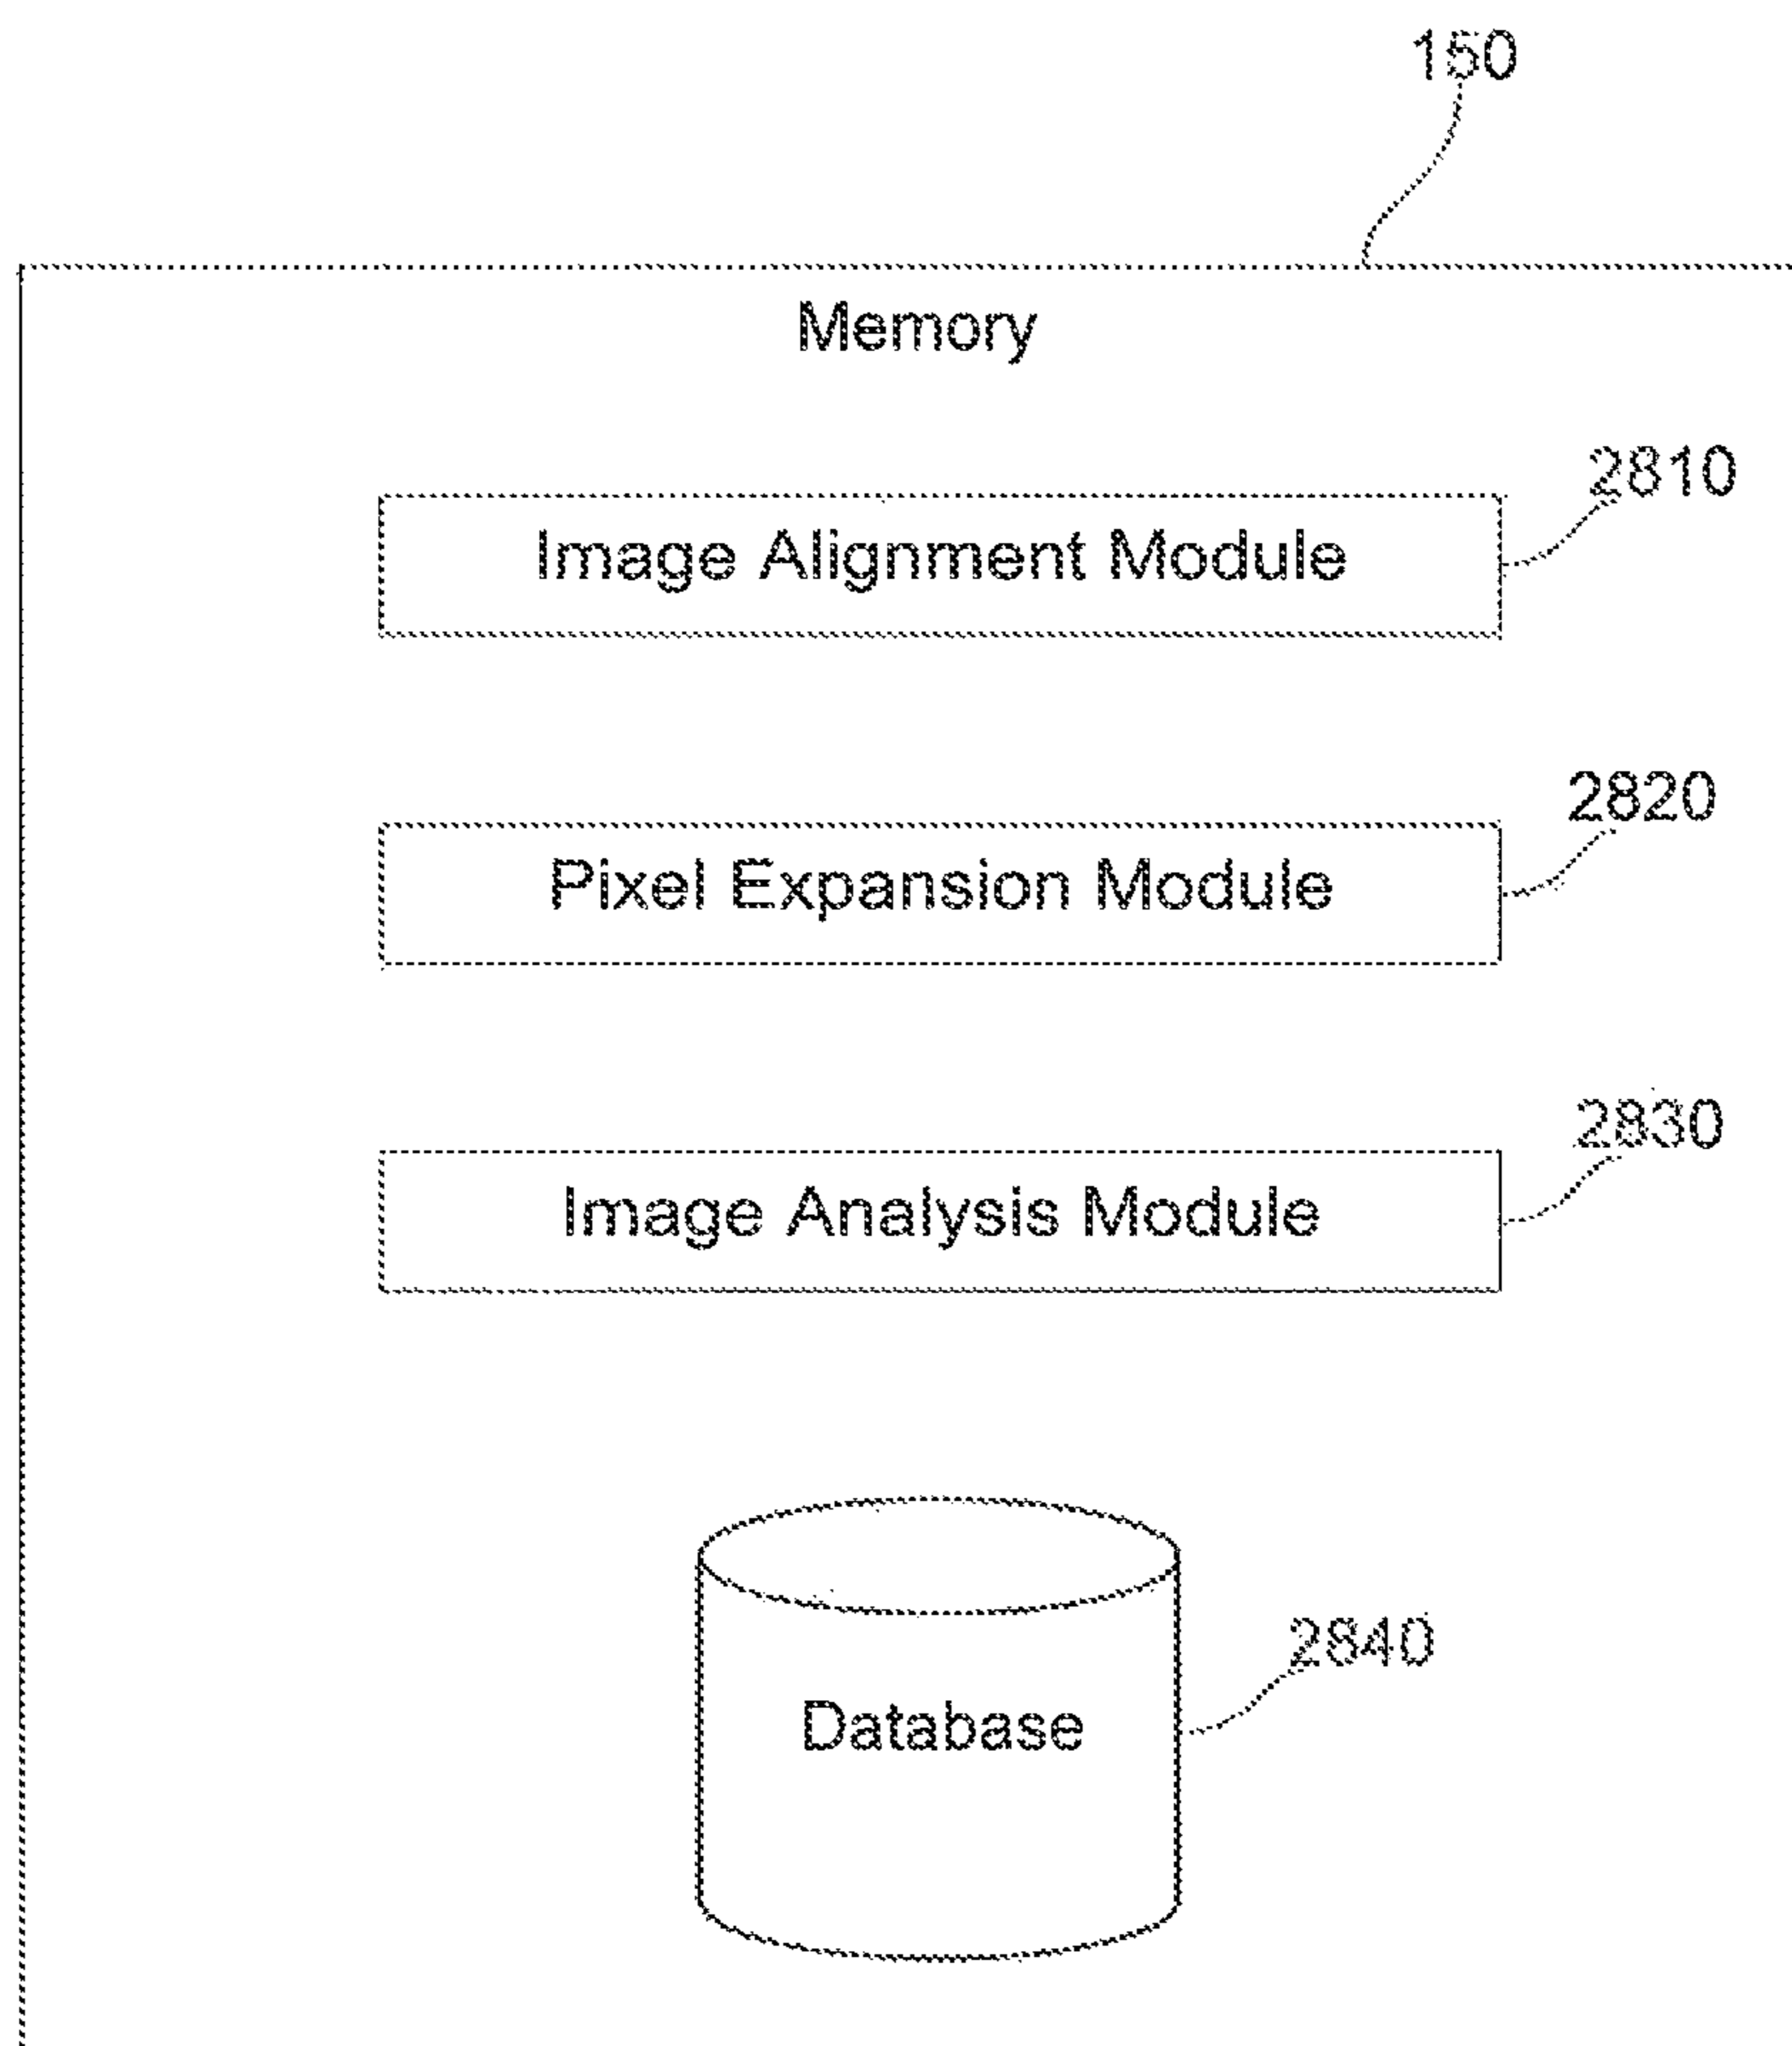 150
Memory
2810
Image Alignment Module
2820
Pixel Expansion Module
2830
Image Analysis Module
2840
Database